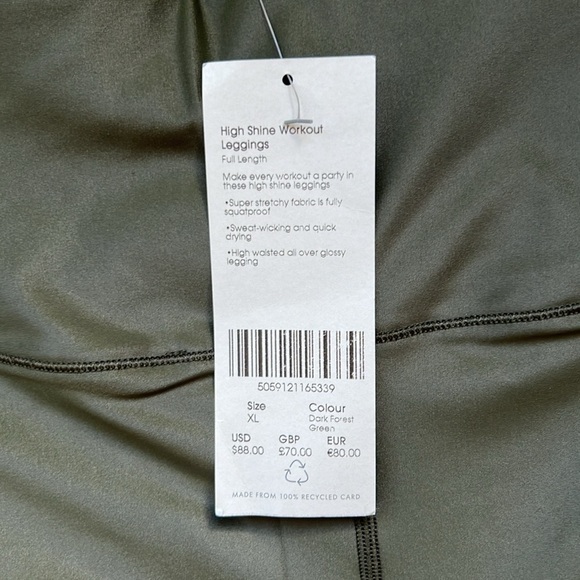 High Shine Workout
Leggings
Full Length
Make every workout a party in
these high shine leggings
•Super stretchy fabric is fully
squatproof
•Sweat-wicking and quick
drying
•High waisted all over glossy
legging
5059121165339
Size Colour
XL Dark Forest
Green
USD GBP EUR
$88.00 £70.00 €80.00
MADE FROM 100% RECYCLED CARD